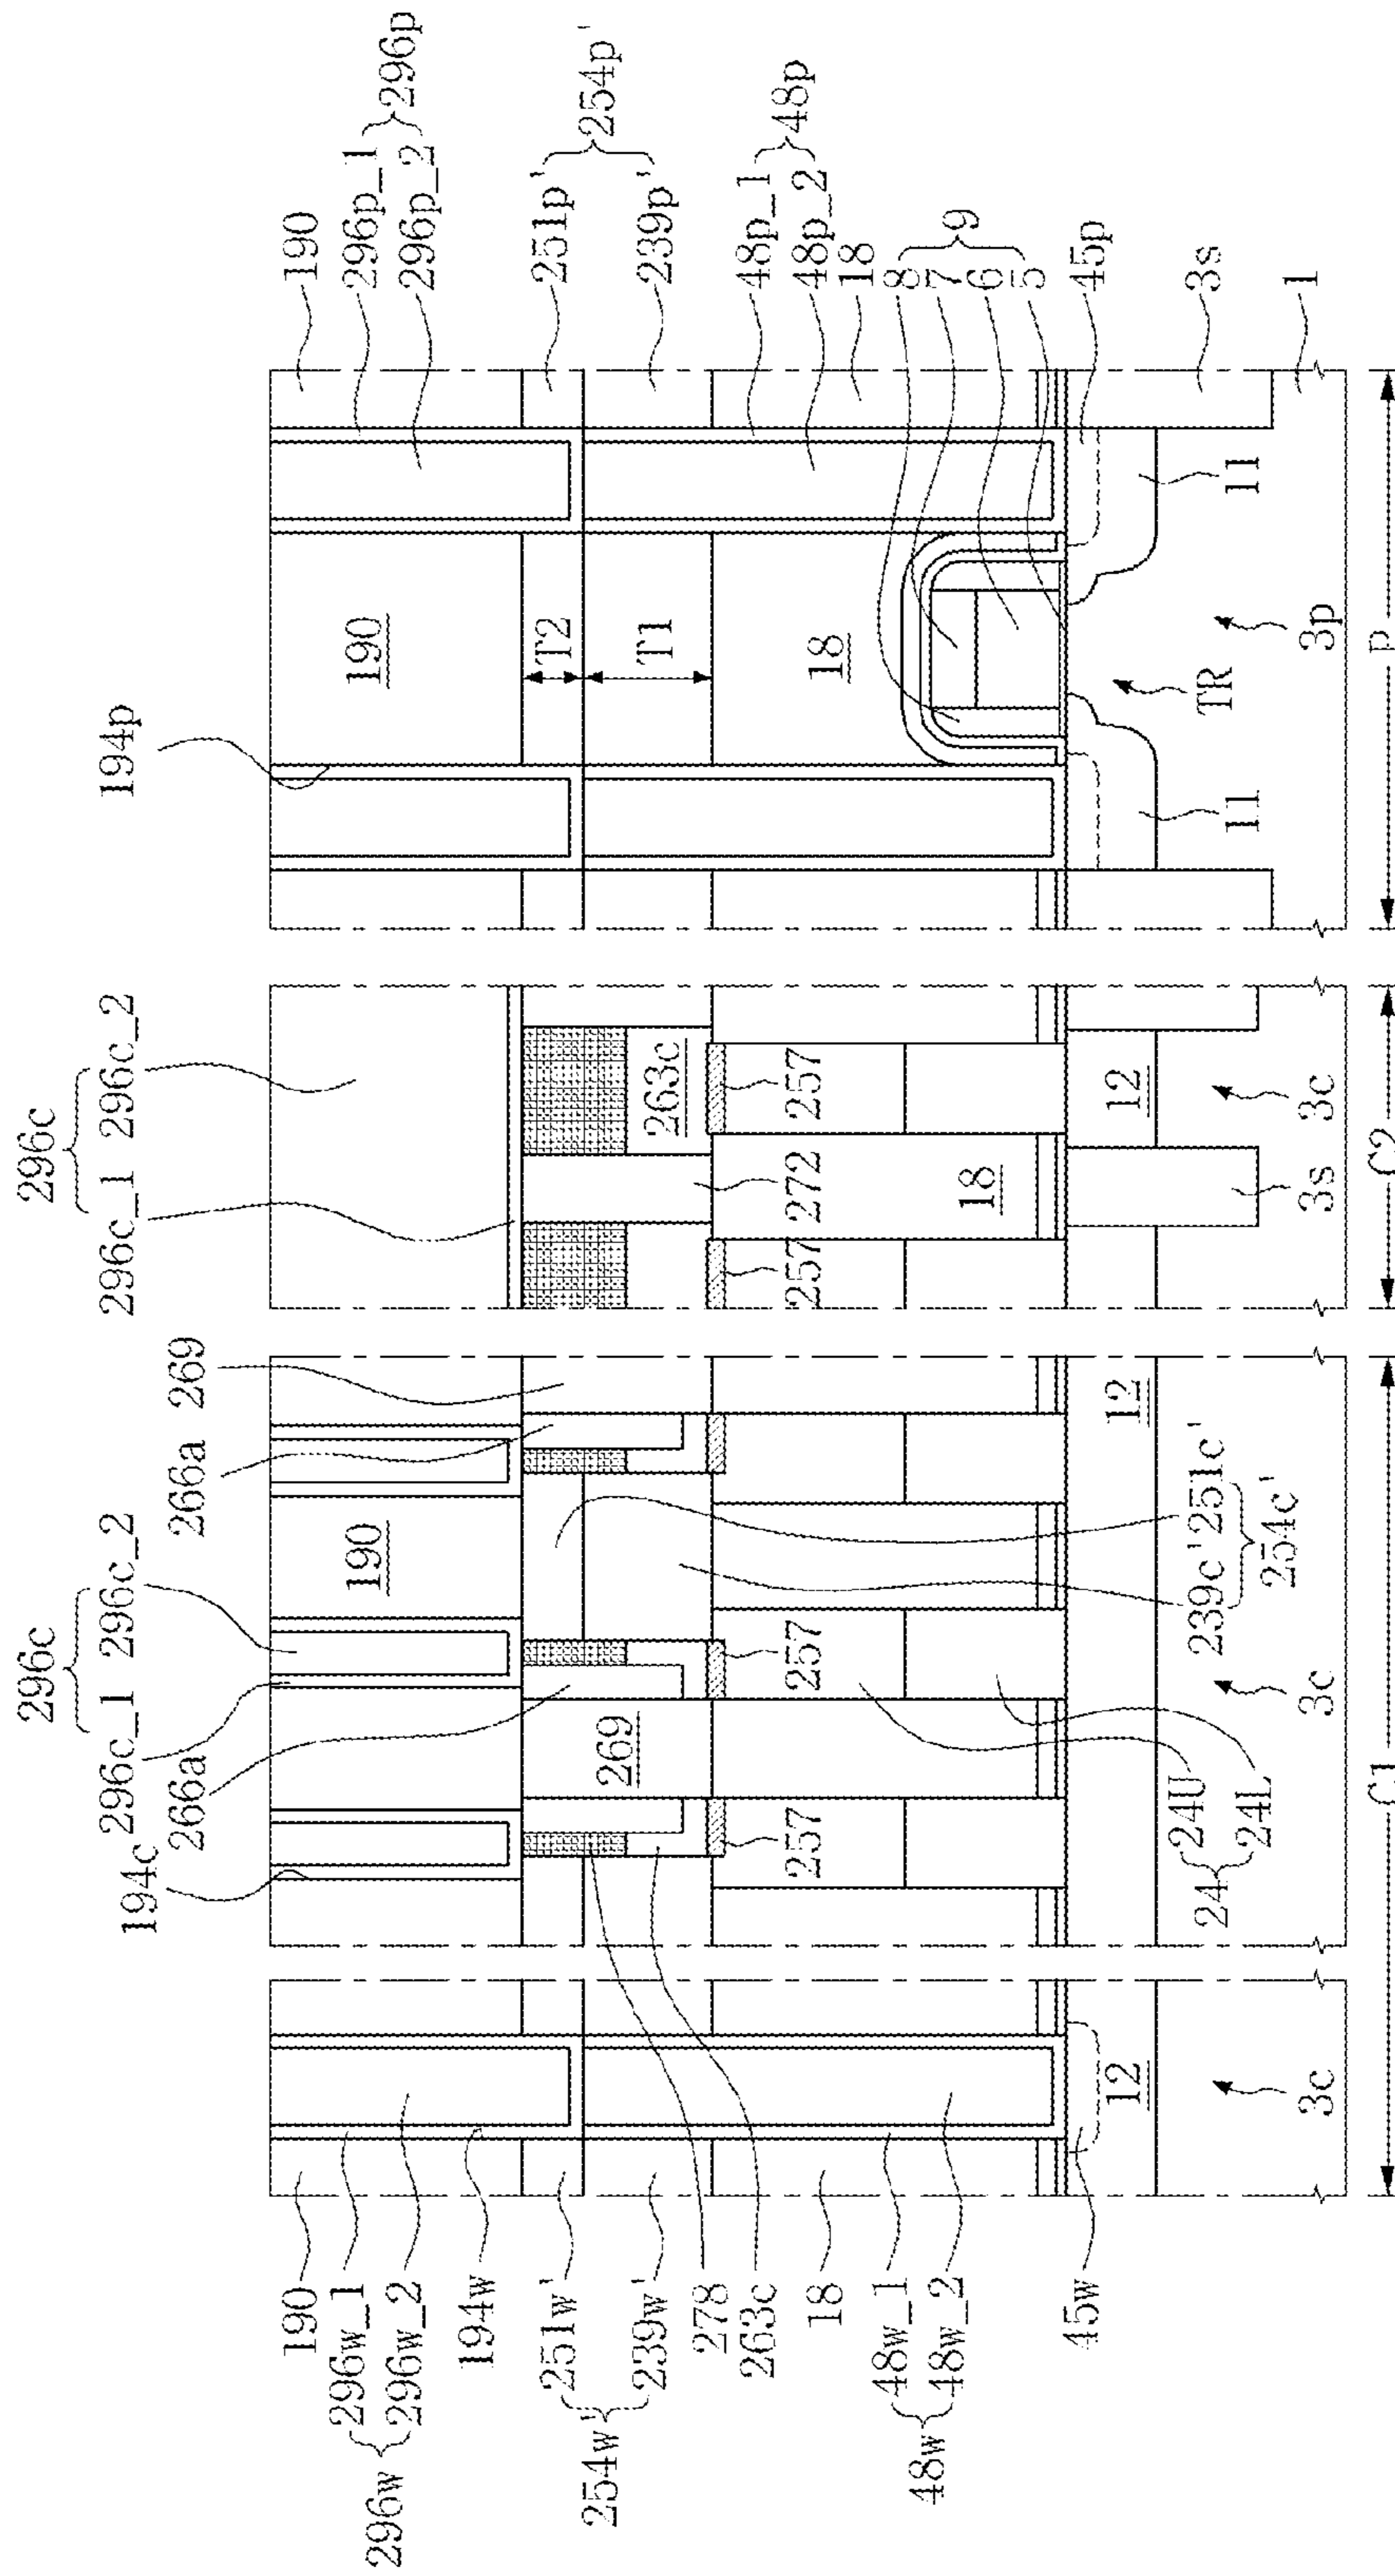 296c
296c_1 296c_2
266a 269
194c
296c
296c_1 296c_2
266a
194p
190
296w_1
296w_2
296w
194w
251w'
239w'
254w'
278
263c
18
48w_1
48w_2
48w
45w
190
296p_1
296p_2
296p
251p'
239p'
254p'
48p_1
48p_2
48p
18
8
7
6
5
9
45p
3s
1
190
190
T2
T1
269
263c
18
257
257
257
257
272
18
12
12
12
11
11
TR
3p
3c
3s
3c
3c
239c' 251c'
254c'
24U
24L
24
C1
C2
P